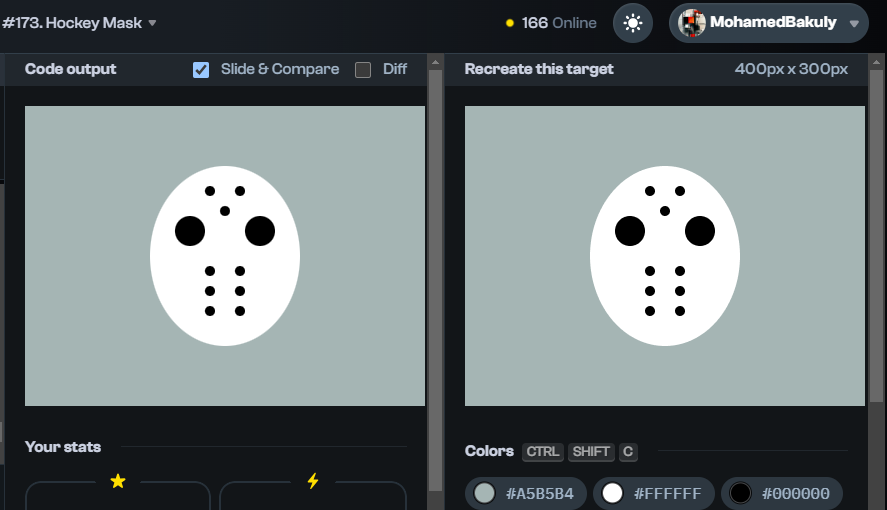 #173. Hockey Mask
166 Online
MohamedBakuly
Code output
Slide & Compare
Diff
Recreate this target
400px x 300px
Your stats
Colors CTRL SHIFT C
#A5B5B4
#FFFFFF
#000000